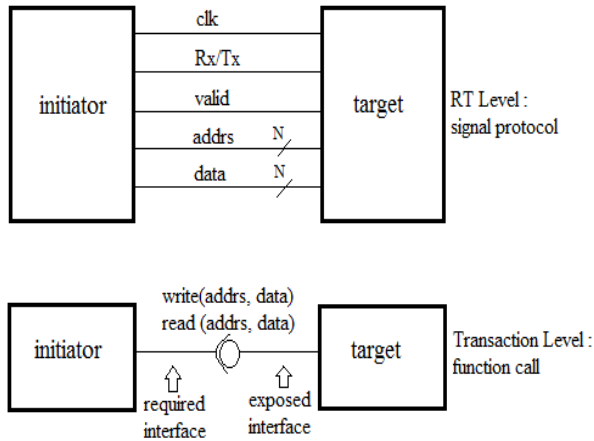 clk
Rx/Tx
initiator
valid
target
RT Level :
signal protocol
addrs N
data N
write(addrs, data)
read (addrs, data)
initiator
target
Transaction Level :
function call
required
interface
exposed
interface